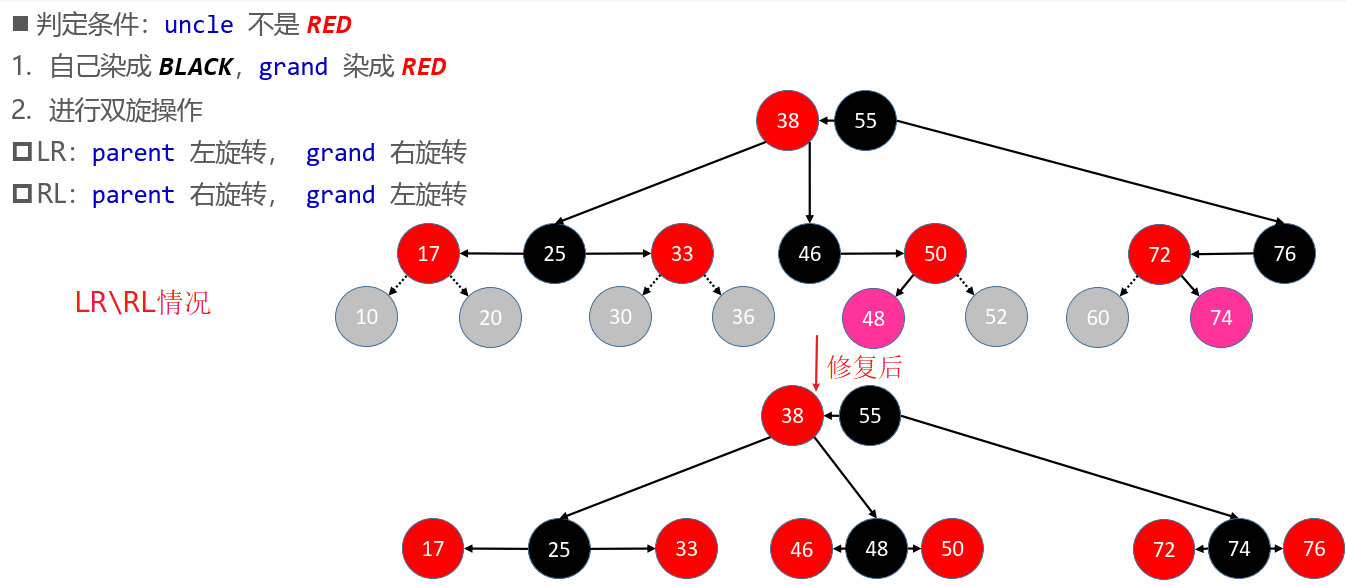 判定条件：uncle 不是 RED
1. 自己染成 BLACK，grand 染成 RED
2. 进行双旋操作
LR：parent 左旋转， grand 右旋转
RL：parent 右旋转， grand 左旋转
38 55
17 25 33 46 50 72 76
LR\RL情况
10 20 30 36 48 52 60 74
修复后
38 55
17 25 33 46 48 50 72 74 76